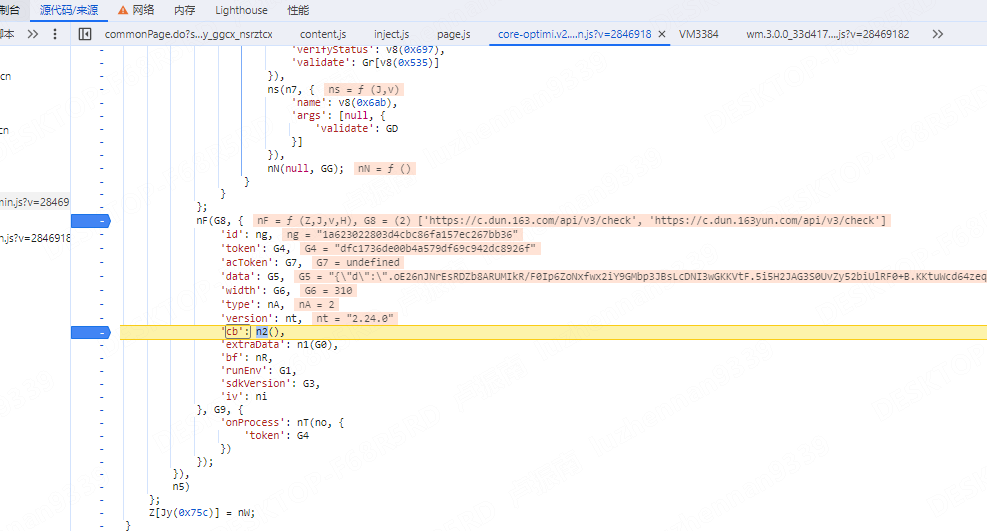 制台 源代码/来源 网络 内存 Lighthouse 性能
脚本 commonPage.do?s...y_ggcx_nsrztcx content.js inject.js page.js core-optimi.v2....n.js?v=2846918 VM3384 wm.3.0.0_33d417....js?v=28469182
'verifyStatus': v8(0x697),
'validate': Gr[v8(0x535)]
cn
}),
ns(n7, { ns = ƒ (J,v)
'name': v8(0x6ab),
'args': [null, {
cn
'validate': GD
}]
}),
nN(null, GG); nN = ƒ ()
}
}
min.js?v=28469
};
nF(G8, { nF = ƒ (Z,J,v,H), G8 = (2) ['https://c.dun.163.com/api/v3/check', 'https://c.dun.163yun.com/api/v3/check']
n.js?v=2846918
'id': ng, ng = "1a623022803d4cbc86fa157ec267bb36"
'token': G4, G4 = "dfc1736de00b4a579df69c942dc8926f"
'acToken': G7, G7 = undefined
'data': G5, G5 = "{\"d\":\".oE26nJNrEsRDZb8ARUMIkR/F0Ip6ZoNxfwx2iY9GMbp3JBsLcDNI3wGKKVtF.5i5H2JAG3S0UvZy52biUlRF0+B.KKtuWcd64zeq
'width': G6, G6 = 310
'type': nA, nA = 2
'version': nt, nt = "2.24.0"
'cb': n2(),
'extraData': n1(G0),
'bf': nR,
'runEnv': G1,
'sdkVersion': G3,
'iv': ni
}, G9, {
'onProcess': nT(no, {
'token': G4
})
});
}),
n5)
};
Z[Jy(0x75c)] = nW;
}